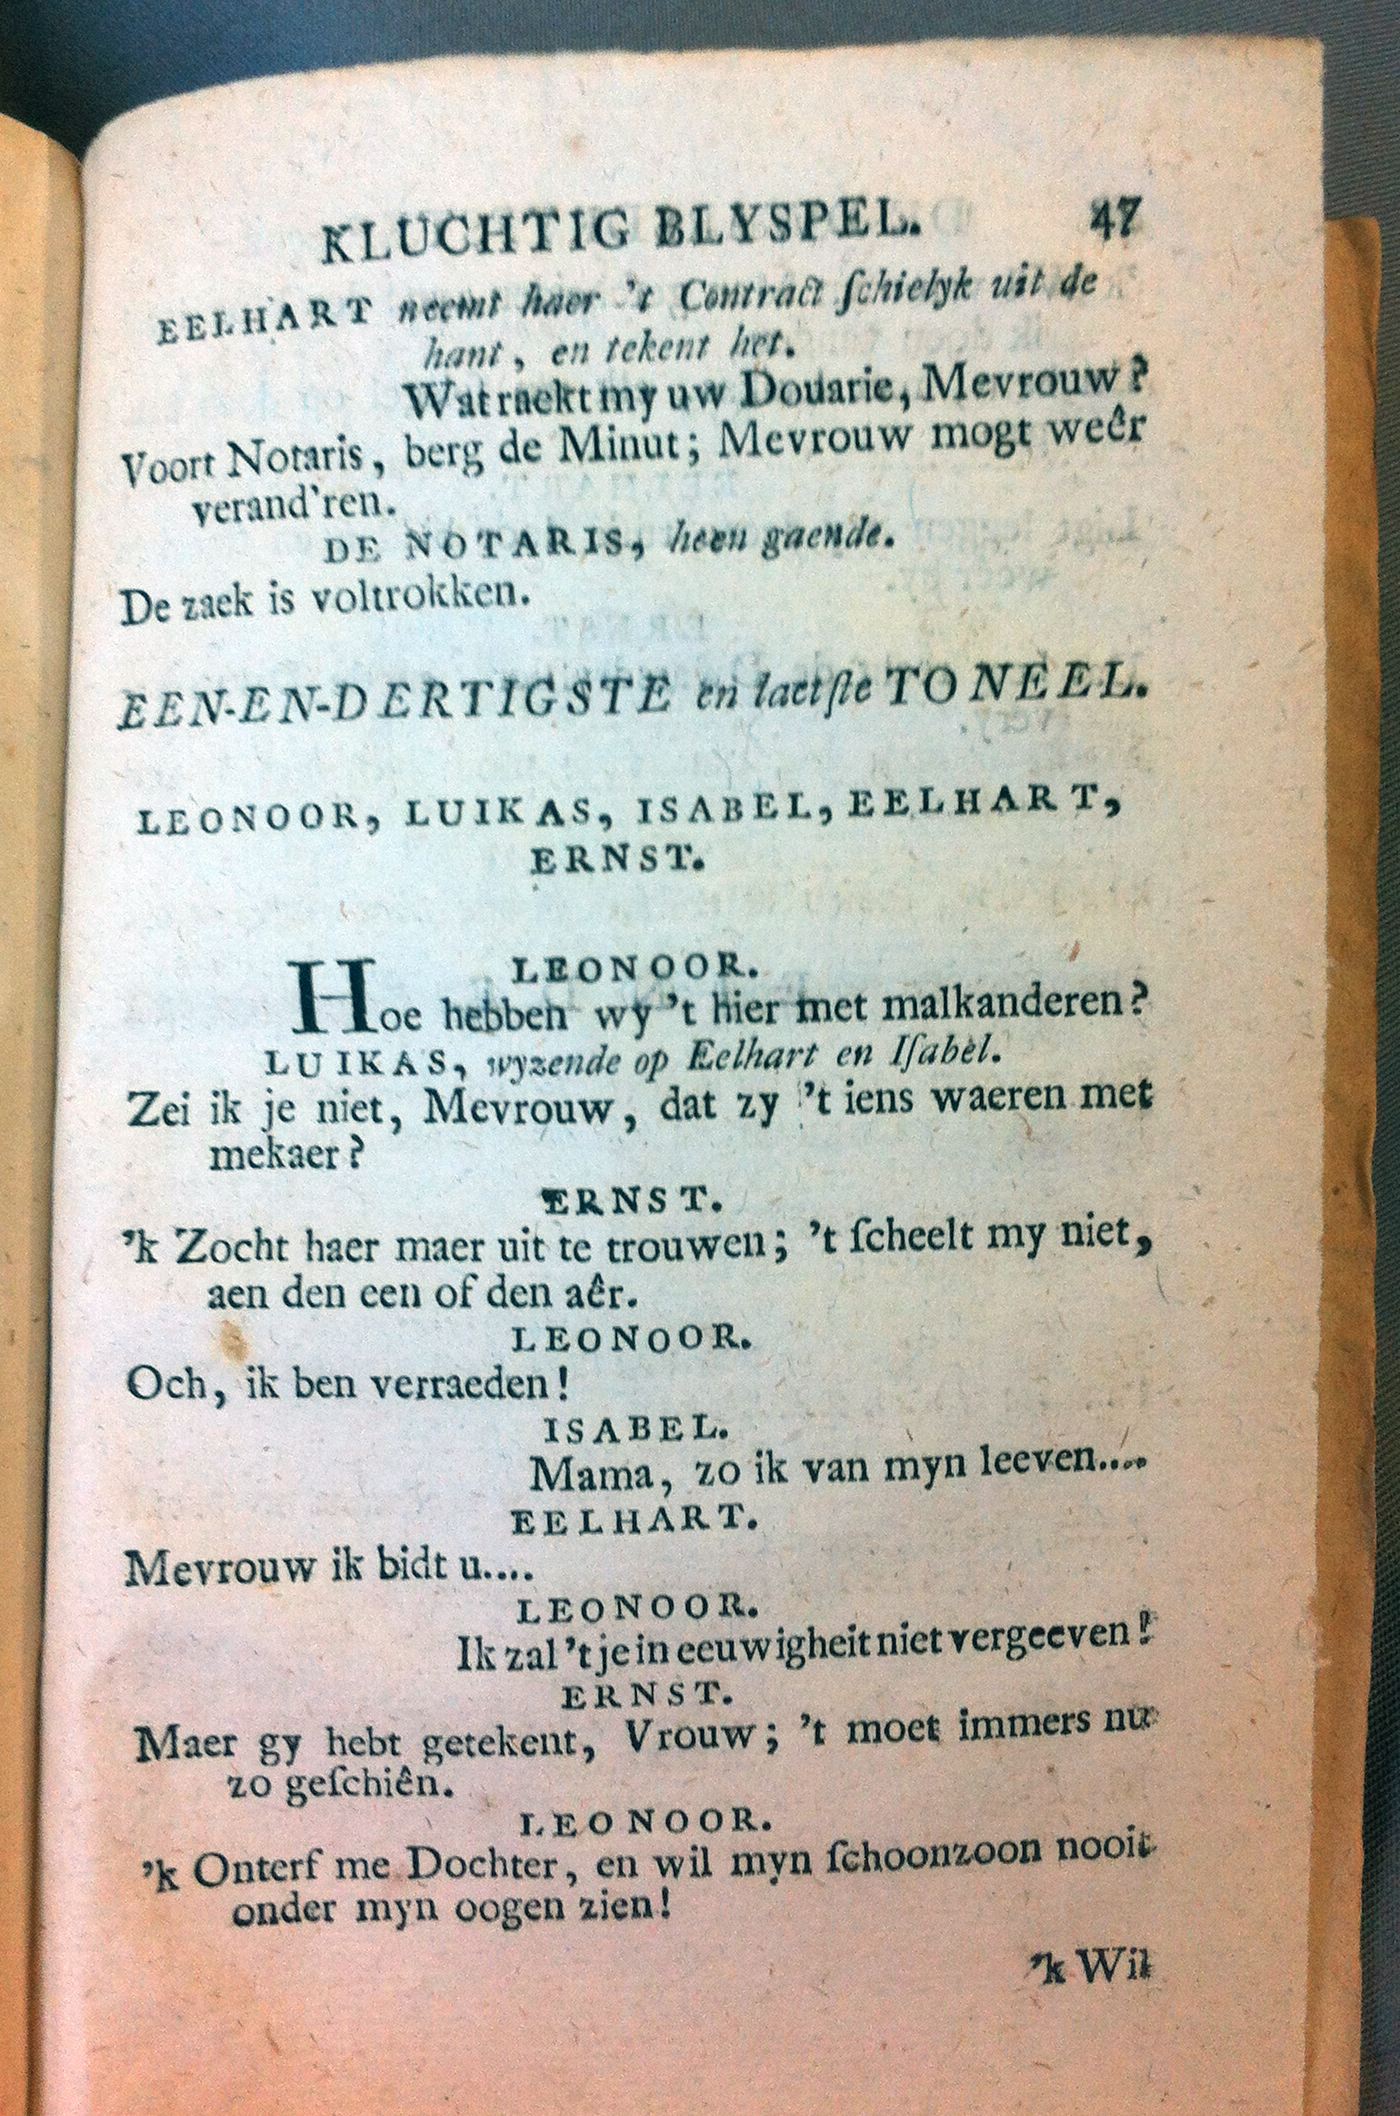 KLUCHTIG BLYSPEL. 47
EELHART neemt haer 't Contract ſchielyk uit de
hant, en tekent het.
Wat raekt my uw Douarie, Mevrouw?
Voort Notaris, berg de Minut; Mevrouw mogt weêr
verand'ren.
DE NOTARIS, heen gaende.
De zaek is voltrokken.
EEN-EN-DERTIGSTE en laetſte TONEEL.
LEONOOR, LUIKAS, ISABEL, EELHART,
ERNST.
LEONOOR.
Hoe hebben wy 't hier met malkanderen?
LUIKAS, wyzende op Eelhart en Iſabèl.
Zei ik je niet, Mevrouw, dat zy 't iens waeren met
mekaer?
ERNST.
'k Zocht haer maer uit te trouwen; 't ſcheelt my niet,
aen den een of den aêr.
LEONOOR.
Och, ik ben verraeden!
ISABEL.
Mama, zo ik van myn leeven....
EELHART.
Mevrouw ik bidt u....
LEONOOR.
Ik zal 't je in eeuwigheit niet vergeeven!
ERNST.
Maer gy hebt getekent, Vrouw; 't moet immers nu
zo geſchiên.
LEONOOR.
'k Onterf me Dochter, en wil myn ſchoonzoon nooit
onder myn oogen zien!
'k Wil